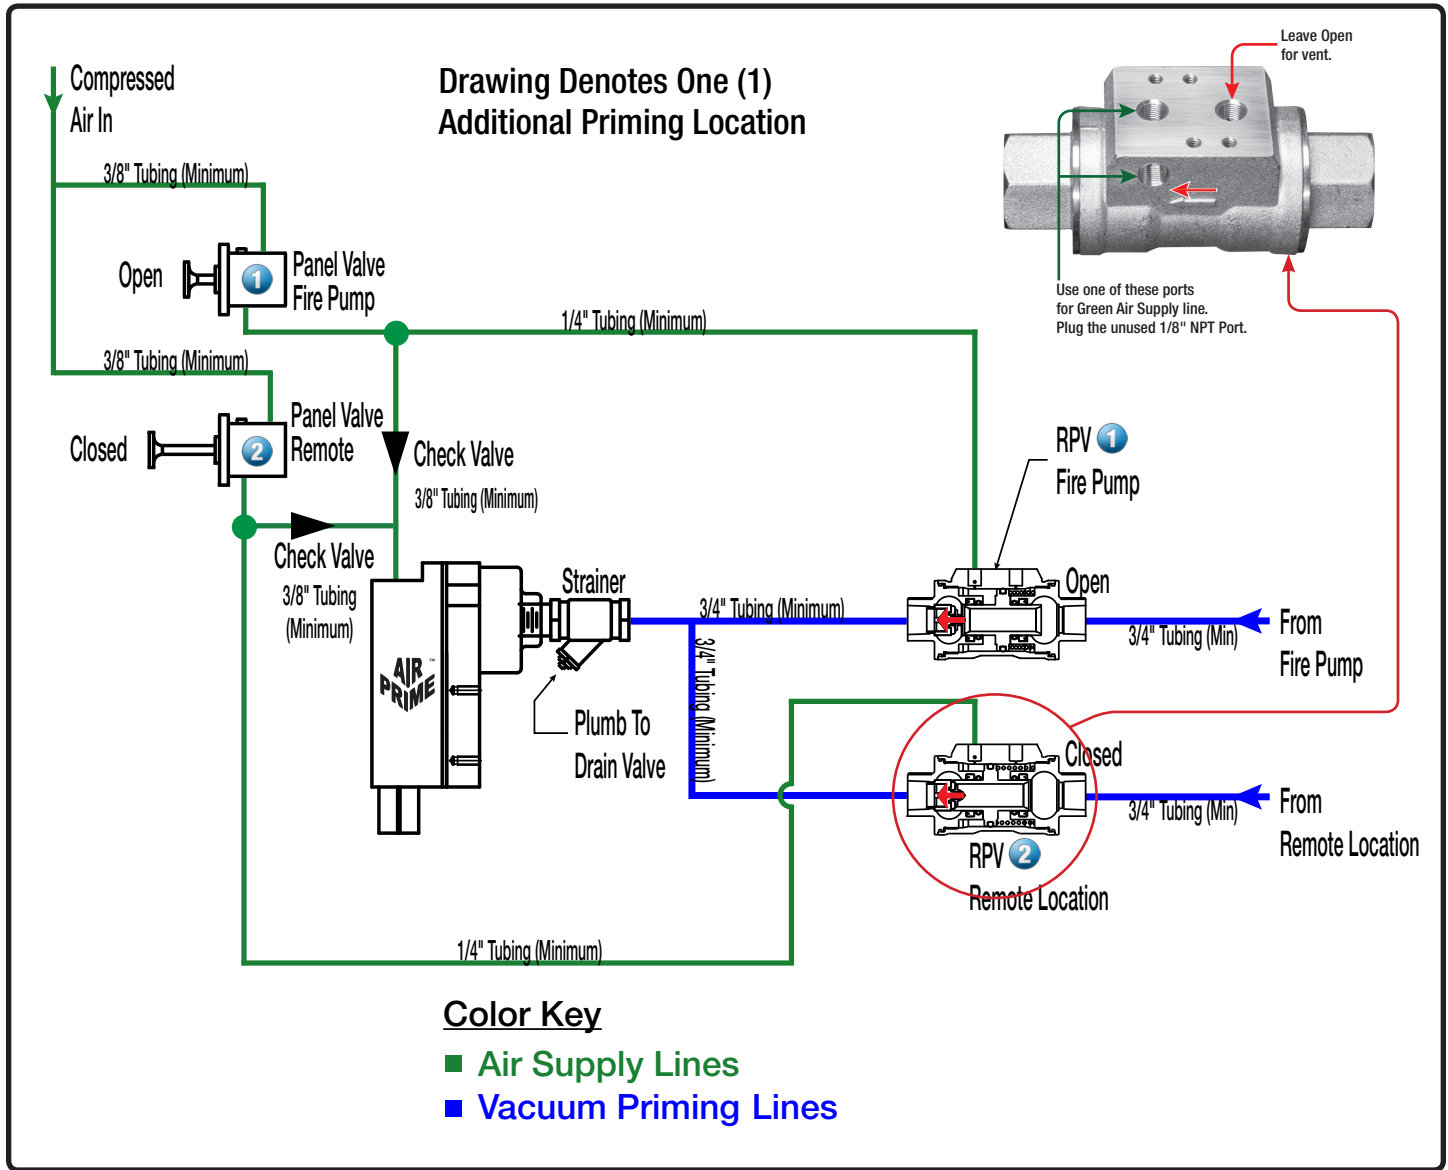 Drawing Denotes One (1)
Additional Priming Location
Leave Open
for vent.
Compressed
Air In
3/8" Tubing (Minimum)
Open
1
Panel Valve
Fire Pump
Use one of these ports
for Green Air Supply line.
Plug the unused 1/8" NPT Port.
1/4" Tubing (Minimum)
3/8" Tubing (Minimum)
Closed
2
Panel Valve
Remote
Check Valve
3/8" Tubing (Minimum)
RPV 1
Fire Pump
Check Valve
3/8" Tubing
(Minimum)
Strainer
3/4" Tubing (Minimum)
Open
3/4" Tubing (Min)
From
Fire Pump
AIR
PRIME™
3/4" Tubing (Minimum)
Plumb To
Drain Valve
Closed
3/4" Tubing (Min)
From
Remote Location
RPV 2
Remote Location
1/4" Tubing (Minimum)
Color Key
Air Supply Lines
Vacuum Priming Lines